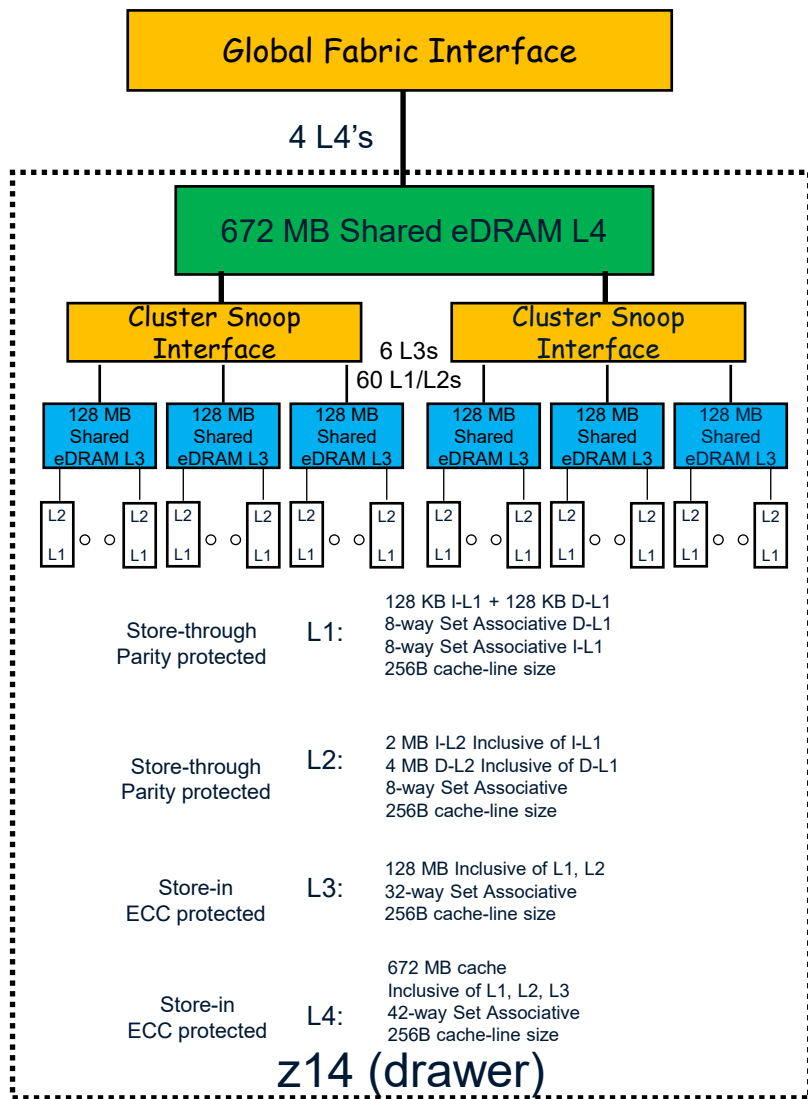 Global Fabric Interface
4 L4's
672 MB Shared eDRAM L4
Cluster Snoop
Interface
Cluster Snoop
Interface
6 L3s
60 L1/L2s
128 MB
Shared
eDRAM L3
128 MB
Shared
eDRAM L3
128 MB
Shared
eDRAM L3
128 MB
Shared
eDRAM L3
128 MB
Shared
eDRAM L3
128 MB
Shared
eDRAM L3
L2
L1
L2
L1
L2
L1
L2
L1
L2
L1
L2
L1
L2
L1
L2
L1
L2
L1
L2
L1
L2
L1
L2
L1
Store-through
Parity protected
L1:
128 KB I-L1 + 128 KB D-L1
8-way Set Associative D-L1
8-way Set Associative I-L1
256B cache-line size
Store-through
Parity protected
L2:
2 MB I-L2 Inclusive of I-L1
4 MB D-L2 Inclusive of D-L1
8-way Set Associative
256B cache-line size
Store-in
ECC protected
L3:
128 MB Inclusive of L1, L2
32-way Set Associative
256B cache-line size
Store-in
ECC protected
L4:
672 MB cache
Inclusive of L1, L2, L3
42-way Set Associative
256B cache-line size
z14 (drawer)